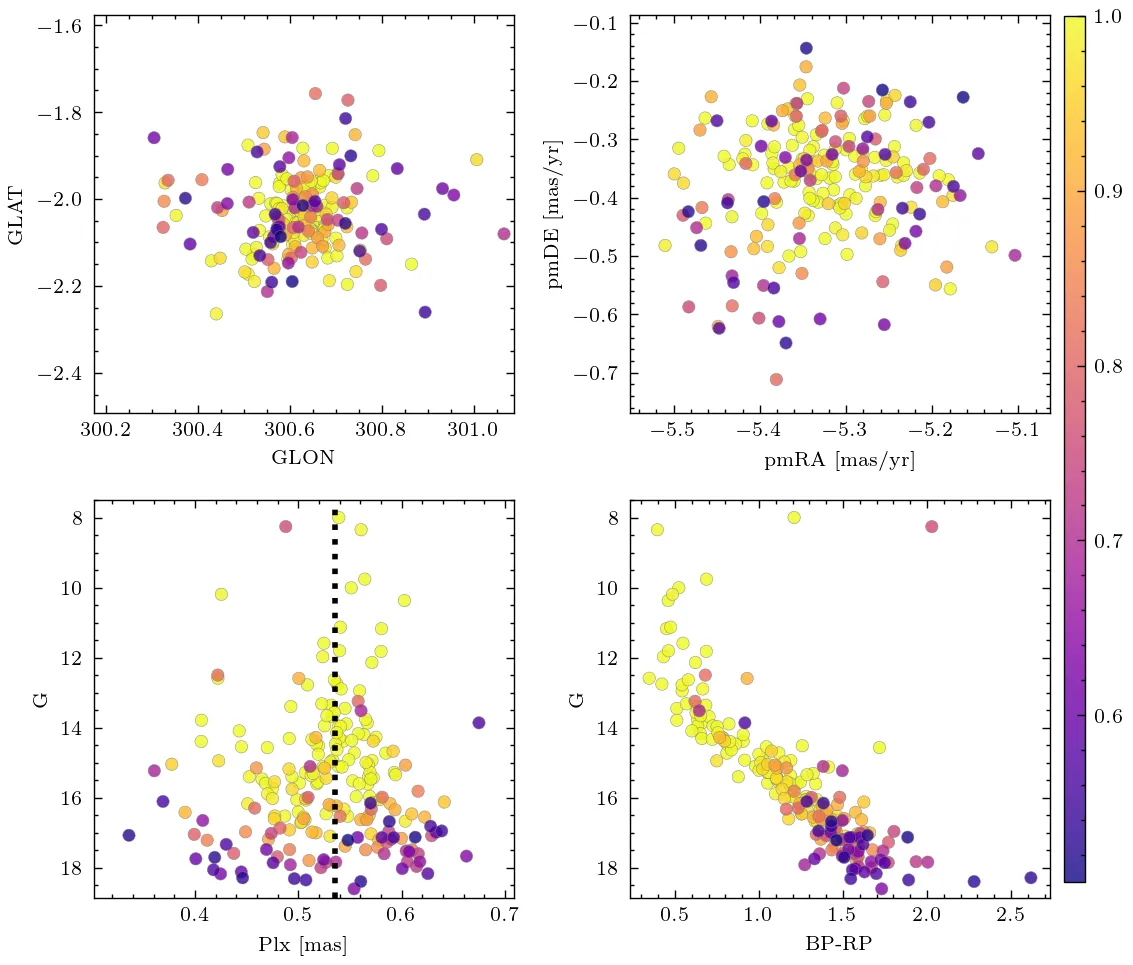 −1.6
−1.8
−2.0
−2.2
−2.4
GLAT
300.2 300.4 300.6 300.8 301.0
GLON
−0.1
−0.2
−0.3
−0.4
−0.5
−0.6
−0.7
pmDE [mas/yr]
−5.5 −5.4 −5.3 −5.2 −5.1
pmRA [mas/yr]
1.0
0.9
0.8
0.7
0.6
8
10
12
14
16
18
G
0.4 0.5 0.6 0.7
Plx [mas]
8
10
12
14
16
18
G
0.5 1.0 1.5 2.0 2.5
BP-RP